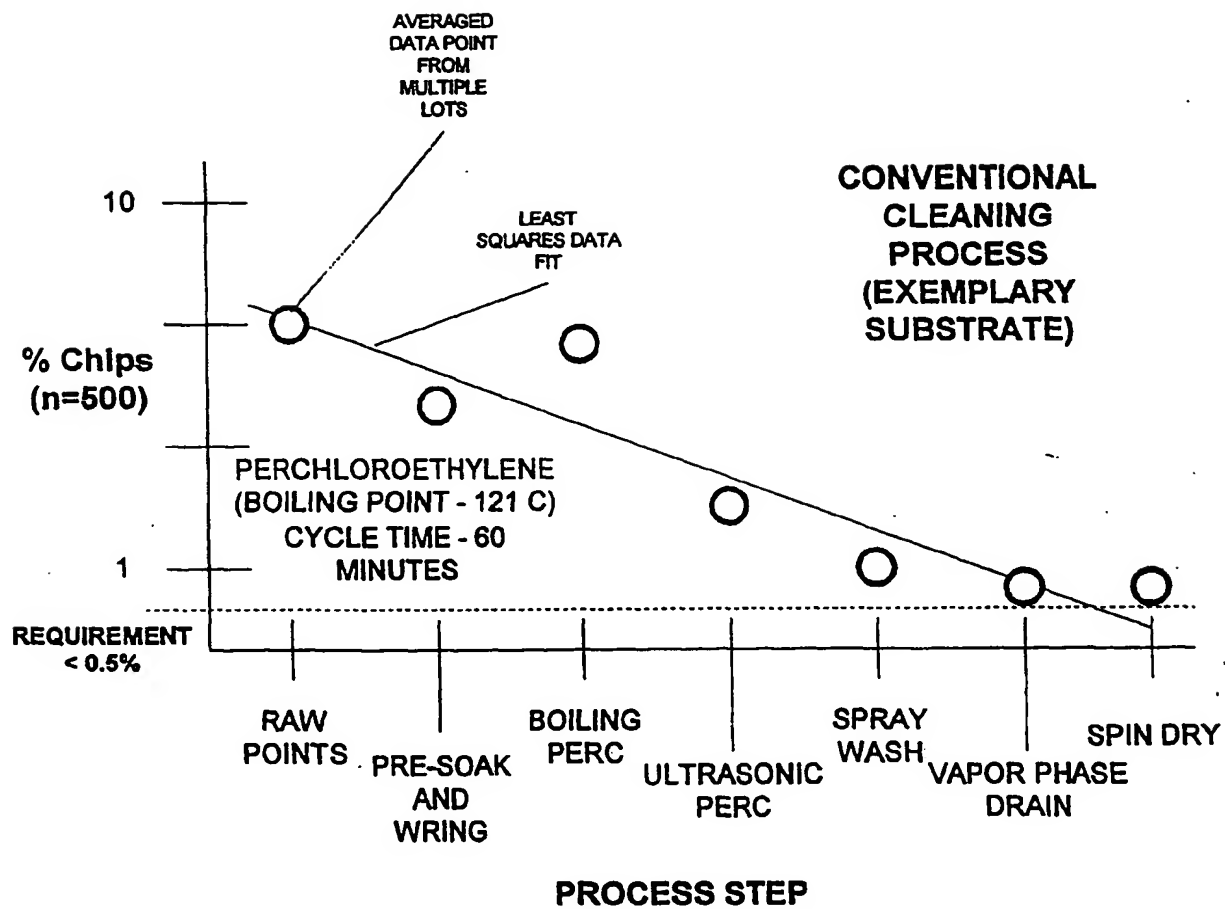 AVERAGED
DATA POINT
FROM
MULTIPLE
LOTS
CONVENTIONAL
CLEANING
PROCESS
(EXEMPLARY
SUBSTRATE)
10
LEAST
SQUARES DATA
FIT
% Chips
(n=500)
PERCHLOROETHYLENE
(BOILING POINT - 121 C)
CYCLE TIME - 60
MINUTES
1
REQUIREMENT
< 0.5%
RAW
POINTS
PRE-SOAK
AND
WRING
BOILING
PERC
ULTRASONIC
PERC
SPRAY
WASH
VAPOR PHASE
DRAIN
SPIN DRY
PROCESS STEP